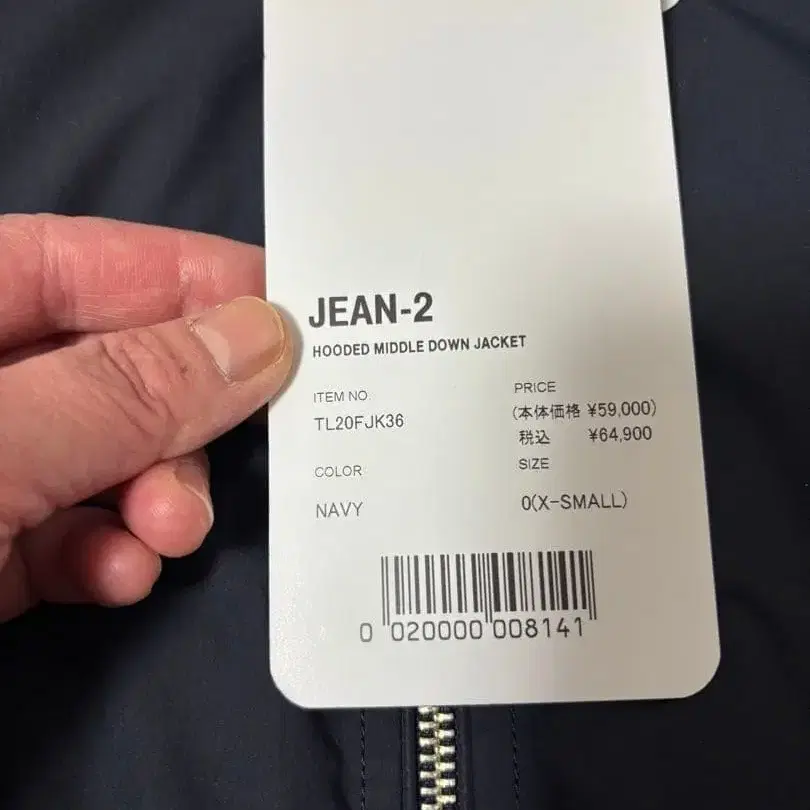 JEAN-2
HOODED MIDDLE DOWN JACKET
ITEM NO
TL20FJK36
PRICE
(本体価格 ¥59,000)
税込 ¥64,900
COLOR
NAVY
SIZE
0(X-SMALL)
0 020000 008141